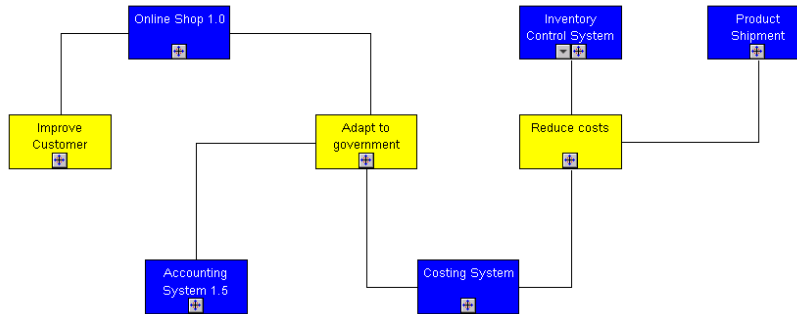 Online Shop 1.0
Inventory
Control System
Product
Shipment
Improve
Customer
Adapt to
government
Reduce costs
Accounting
System 1.5
Costing System